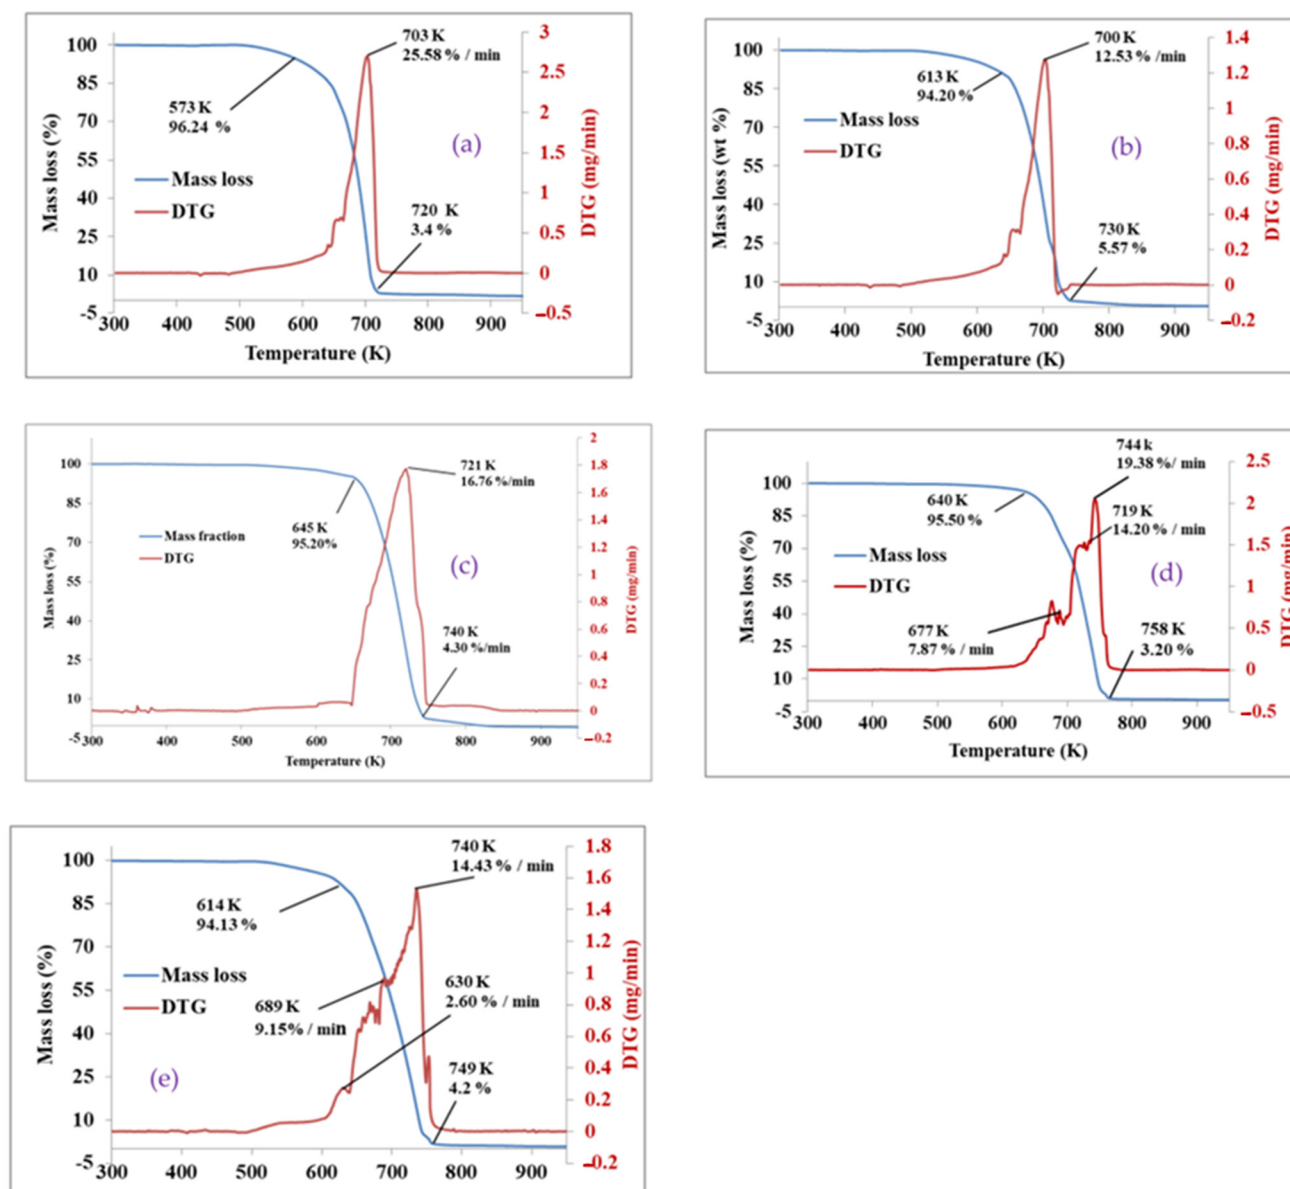 703 K
25.58 % / min
573 K
96.24 %
(a)
Mass loss
DTG
720 K
3.4 %
Mass loss (%)
100
85
70
55
40
25
10
-5
3
2.5
2
1.5
1
0.5
0
-0.5
DTG (mg/min)
300 400 500 600 700 800 900
Temperature (K)
700 K
12.53 % /min
613 K
94.20 %
(b)
Mass loss
DTG
730 K
5.57 %
Mass loss (wt %)
100
85
70
55
40
25
10
-5
1.4
1.2
1
0.8
0.6
0.4
0.2
0
-0.2
DTG (mg/min)
300 400 500 600 700 800 900
Temperature (K)
721 K
16.76 %/min
645 K
95.20%
Mass fraction
DTG
(c)
740 K
4.30 %/min
Mass loss (%)
100
85
70
55
40
25
10
-5
2
1.8
1.6
1.4
1.2
1
0.8
0.6
0.4
0.2
0
-0.2
DTG (mg/min)
300 400 500 600 700 800 900
Temperature (K)
744 k
19.38 %/ min
640 K
95.50 %
719 K
14.20 % / min
Mass loss
DTG
(d)
677 K
7.87 % / min
758 K
3.20 %
Mass loss (%)
100
85
70
55
40
25
10
-5
2.5
2
1.5
1
0.5
0
-0.5
DTG (mg/min)
300 400 500 600 700 800 900
Temperature (K)
740 K
14.43 % / min
614 K
94.13 %
Mass loss
DTG
689 K
9.15% / min
630 K
2.60 % / min
749 K
4.2 %
(e)
Mass loss (%)
100
85
70
55
40
25
10
-5
1.8
1.6
1.4
1.2
1
0.8
0.6
0.4
0.2
0
-0.2
DTG (mg/min)
300 400 500 600 700 800 900